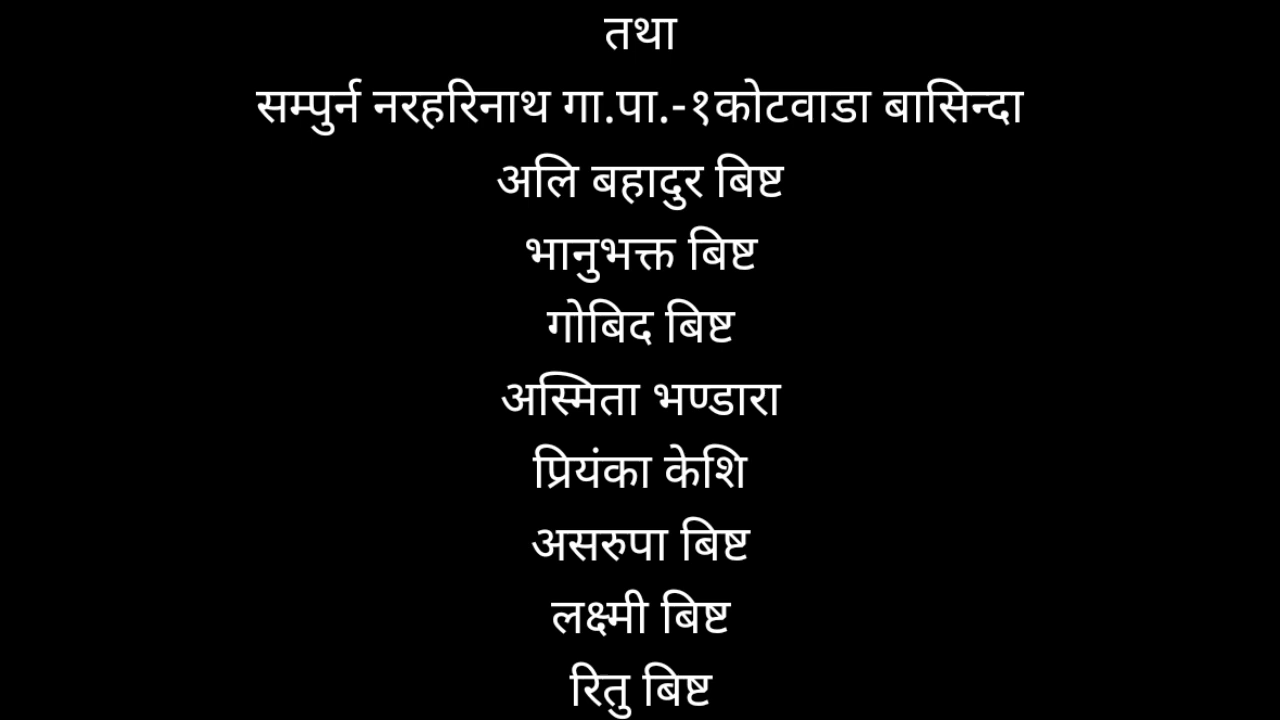 तथा
सम्पुर्न नरहरिनाथ गा.पा.-१कोटवाडा बासिन्दा
अलि बहादुर बिष्ट
भानुभक्त बिष्ट
गोबिद बिष्ट
अस्मिता भण्डारा
प्रियंका केशि
असरुपा बिष्ट
लक्ष्मी बिष्ट
रितु बिष्ट